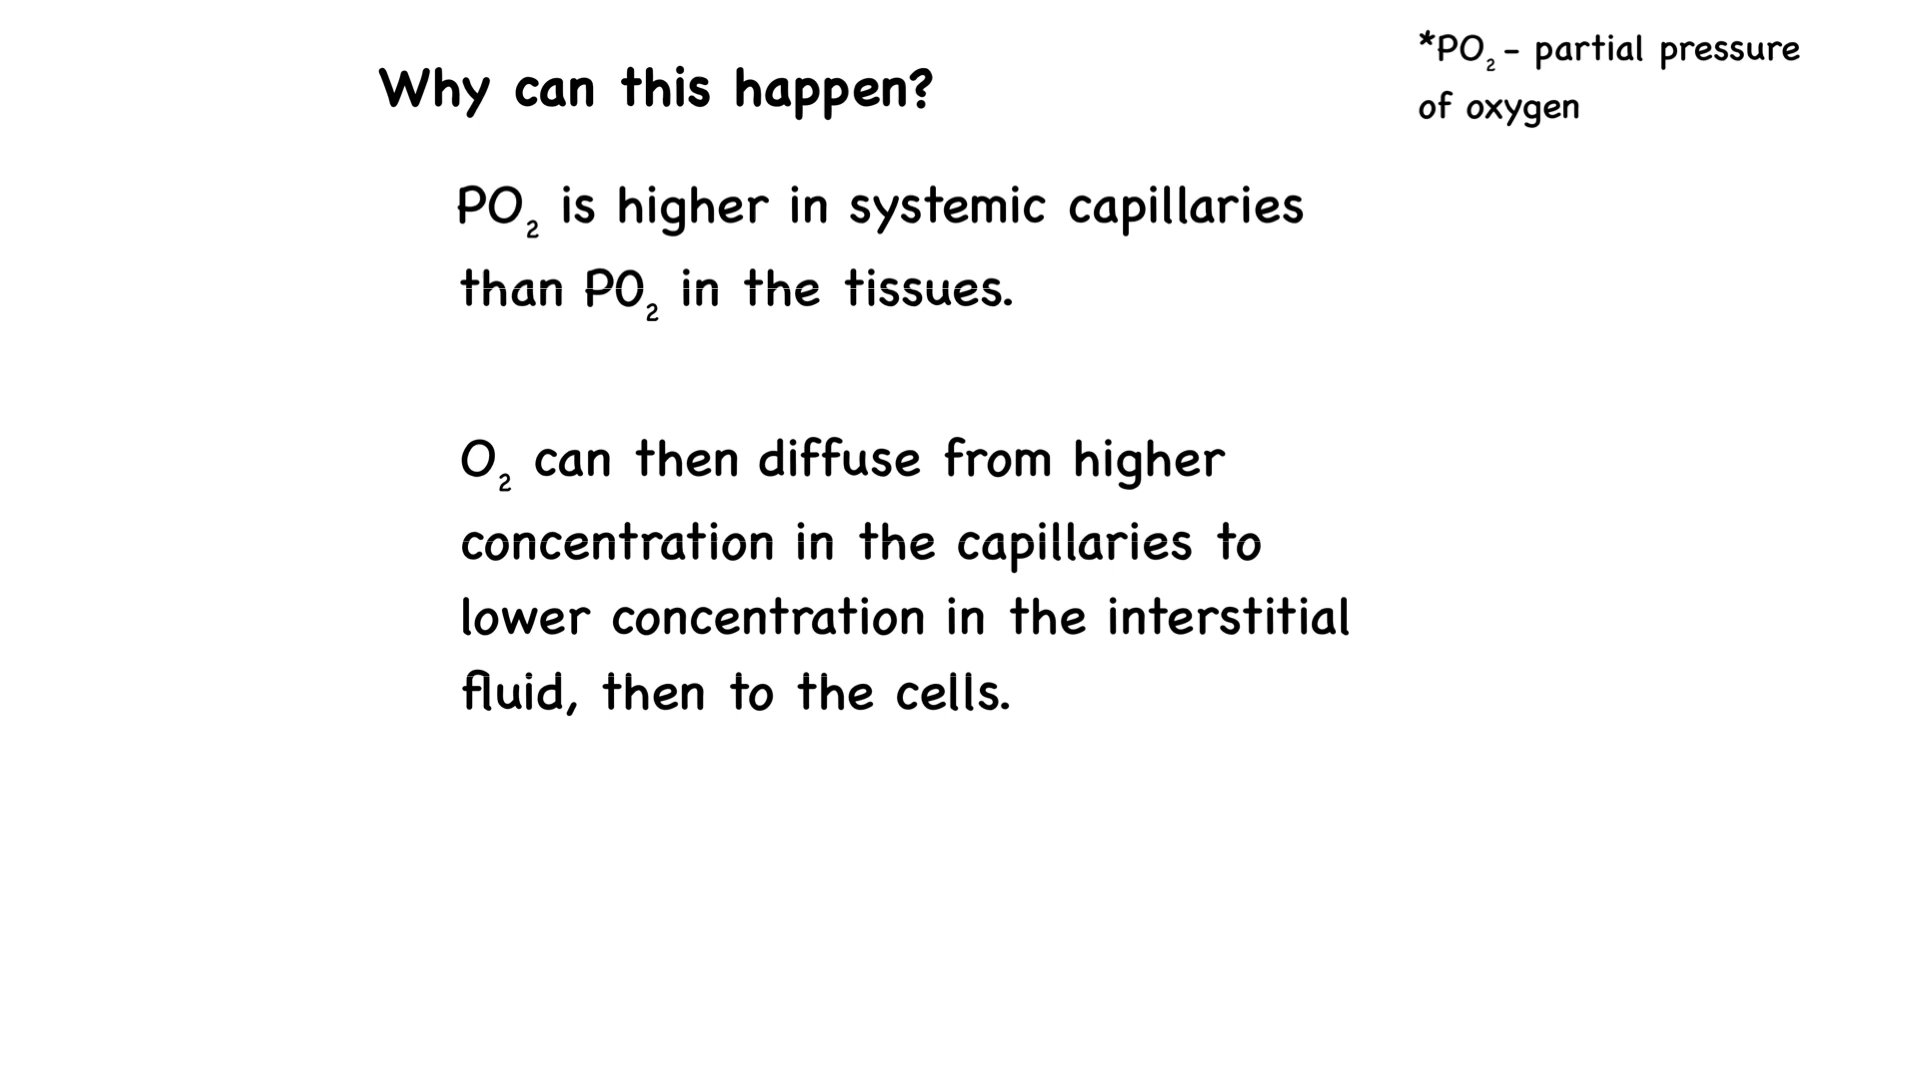 Why can this happen?
*PO₂ - partial pressure
of oxygen
PO₂ is higher in systemic capillaries
than PO₂ in the tissues.
O₂ can then diffuse from higher
concentration in the capillaries to
lower concentration in the interstitial
fluid, then to the cells.